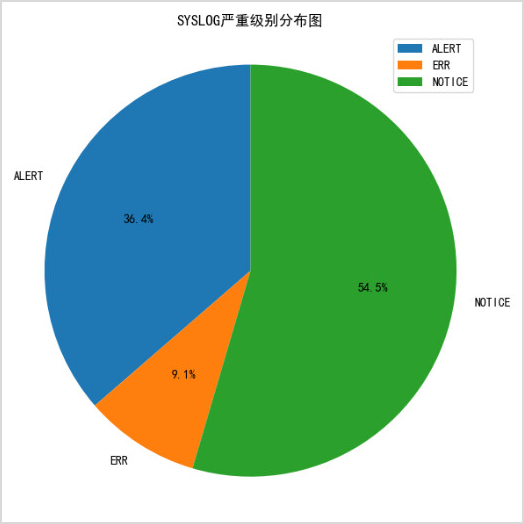 SYSLOG严重级别分布图
ALERT
ERR
NOTICE
ALERT
36.4%
54.5%
NOTICE
9.1%
ERR